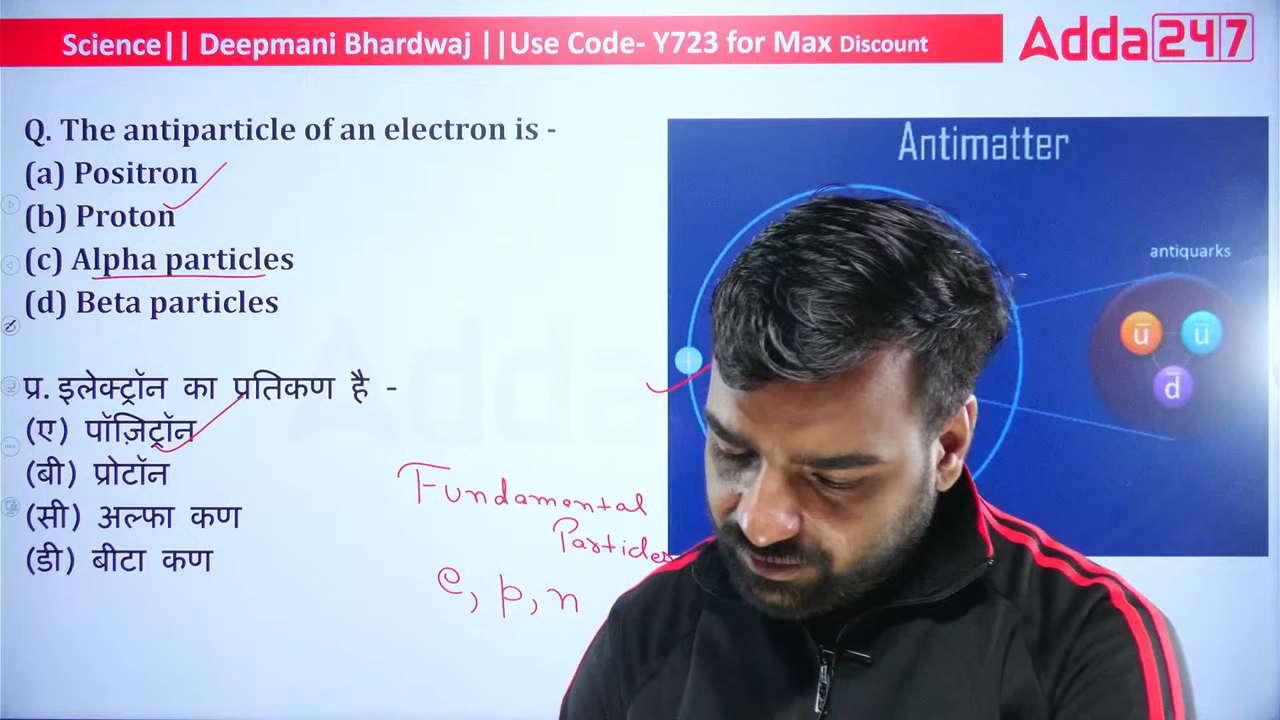 Science|| Deepmani Bhardwaj ||Use Code- Y723 for Max Discount
Adda247
Q. The antiparticle of an electron is -
(a) Positron
(b) Proton
(c) Alpha particles
(d) Beta particles
प्र. इलेक्ट्रॉन का प्रतिकण है -
(ए) पॉज़िट्रॉन
(बी) प्रोटॉन
(सी) अल्फा कण
(डी) बीटा कण
Fundamental
Particles
e, p, n
Antimatter
antiquarks
u̅ u̅
d̅
Adda